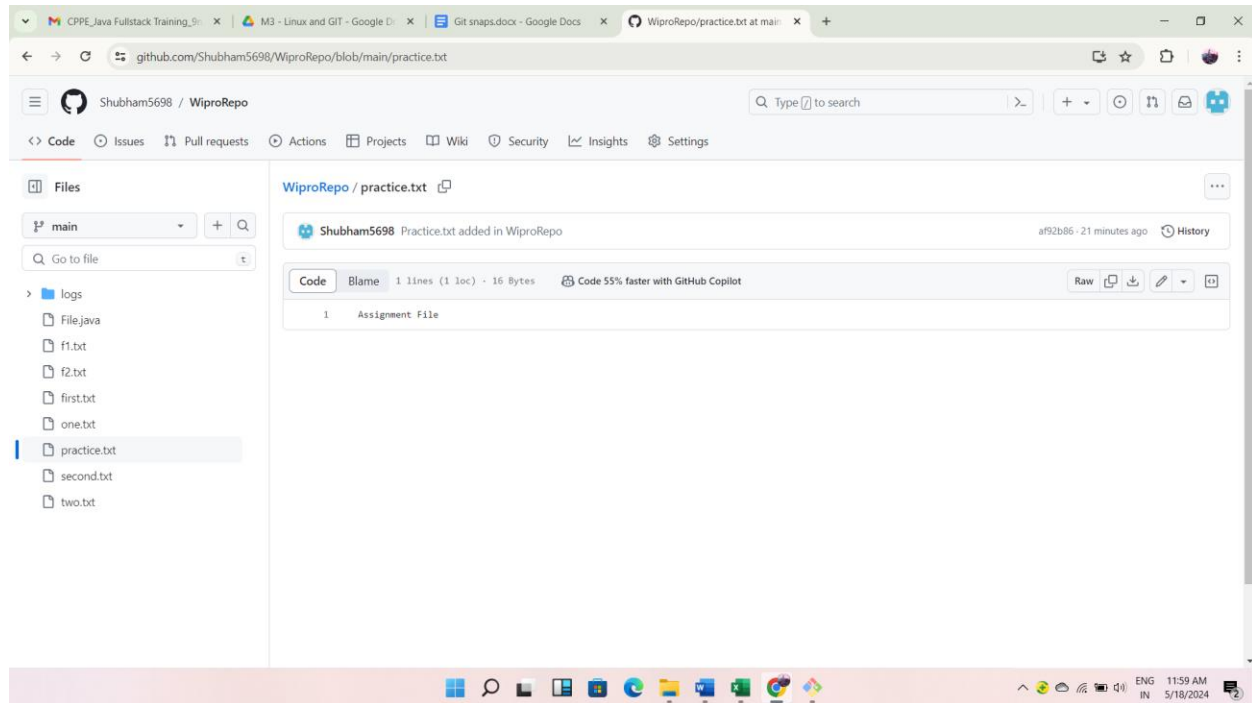 CPPE_Java Fullstack Training_9
M3 - Linux and GIT - Google Dr
Git snaps.docx - Google Docs
WiproRepo/practice.txt at main
github.com/Shubham5698/WiproRepo/blob/main/practice.txt
Shubham5698 / WiproRepo
Type / to search
Code
Issues
Pull requests
Actions
Projects
Wiki
Security
Insights
Settings
Files
WiproRepo / practice.txt
main
Shubham5698 Practice.txt added in WiproRepo
af92b86 · 21 minutes ago
History
Go to file
t
Code
Blame
1 lines (1 loc) · 16 Bytes
Code 55% faster with GitHub Copilot
Raw
logs
1 Assignment File
File.java
f1.txt
f2.txt
first.txt
one.txt
practice.txt
second.txt
two.txt
ENG
IN
11:59 AM
5/18/2024
2